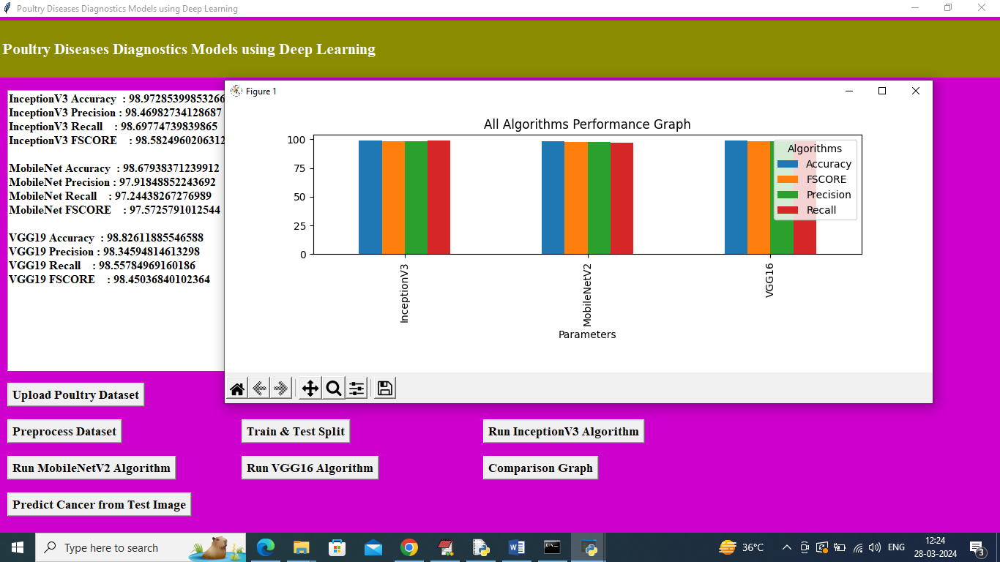 Poultry Diseases Diagnostics Models using Deep Learning
Poultry Diseases Diagnostics Models using Deep Learning
InceptionV3 Accuracy : 98.97285399853266
InceptionV3 Precision : 98.46982734128687
InceptionV3 Recall : 98.69774739839865
InceptionV3 FSCORE : 98.5824960206312
MobileNet Accuracy : 98.67938371239912
MobileNet Precision : 97.91848852243692
MobileNet Recall : 97.24438267276989
MobileNet FSCORE : 97.5725791012544
VGG19 Accuracy : 98.82611885546588
VGG19 Precision : 98.34594814613298
VGG19 Recall : 98.55784969160186
VGG19 FSCORE : 98.45036840102364
Figure 1
All Algorithms Performance Graph
100
75
50
25
0
Algorithms
Accuracy
FSCORE
Precision
Recall
InceptionV3
MobileNetV2
VGG16
Parameters
Upload Poultry Dataset
Preprocess Dataset
Train & Test Split
Run InceptionV3 Algorithm
Run MobileNetV2 Algorithm
Run VGG16 Algorithm
Comparison Graph
Predict Cancer from Test Image
Type here to search
36°C
ENG
12:24
28-03-2024
3